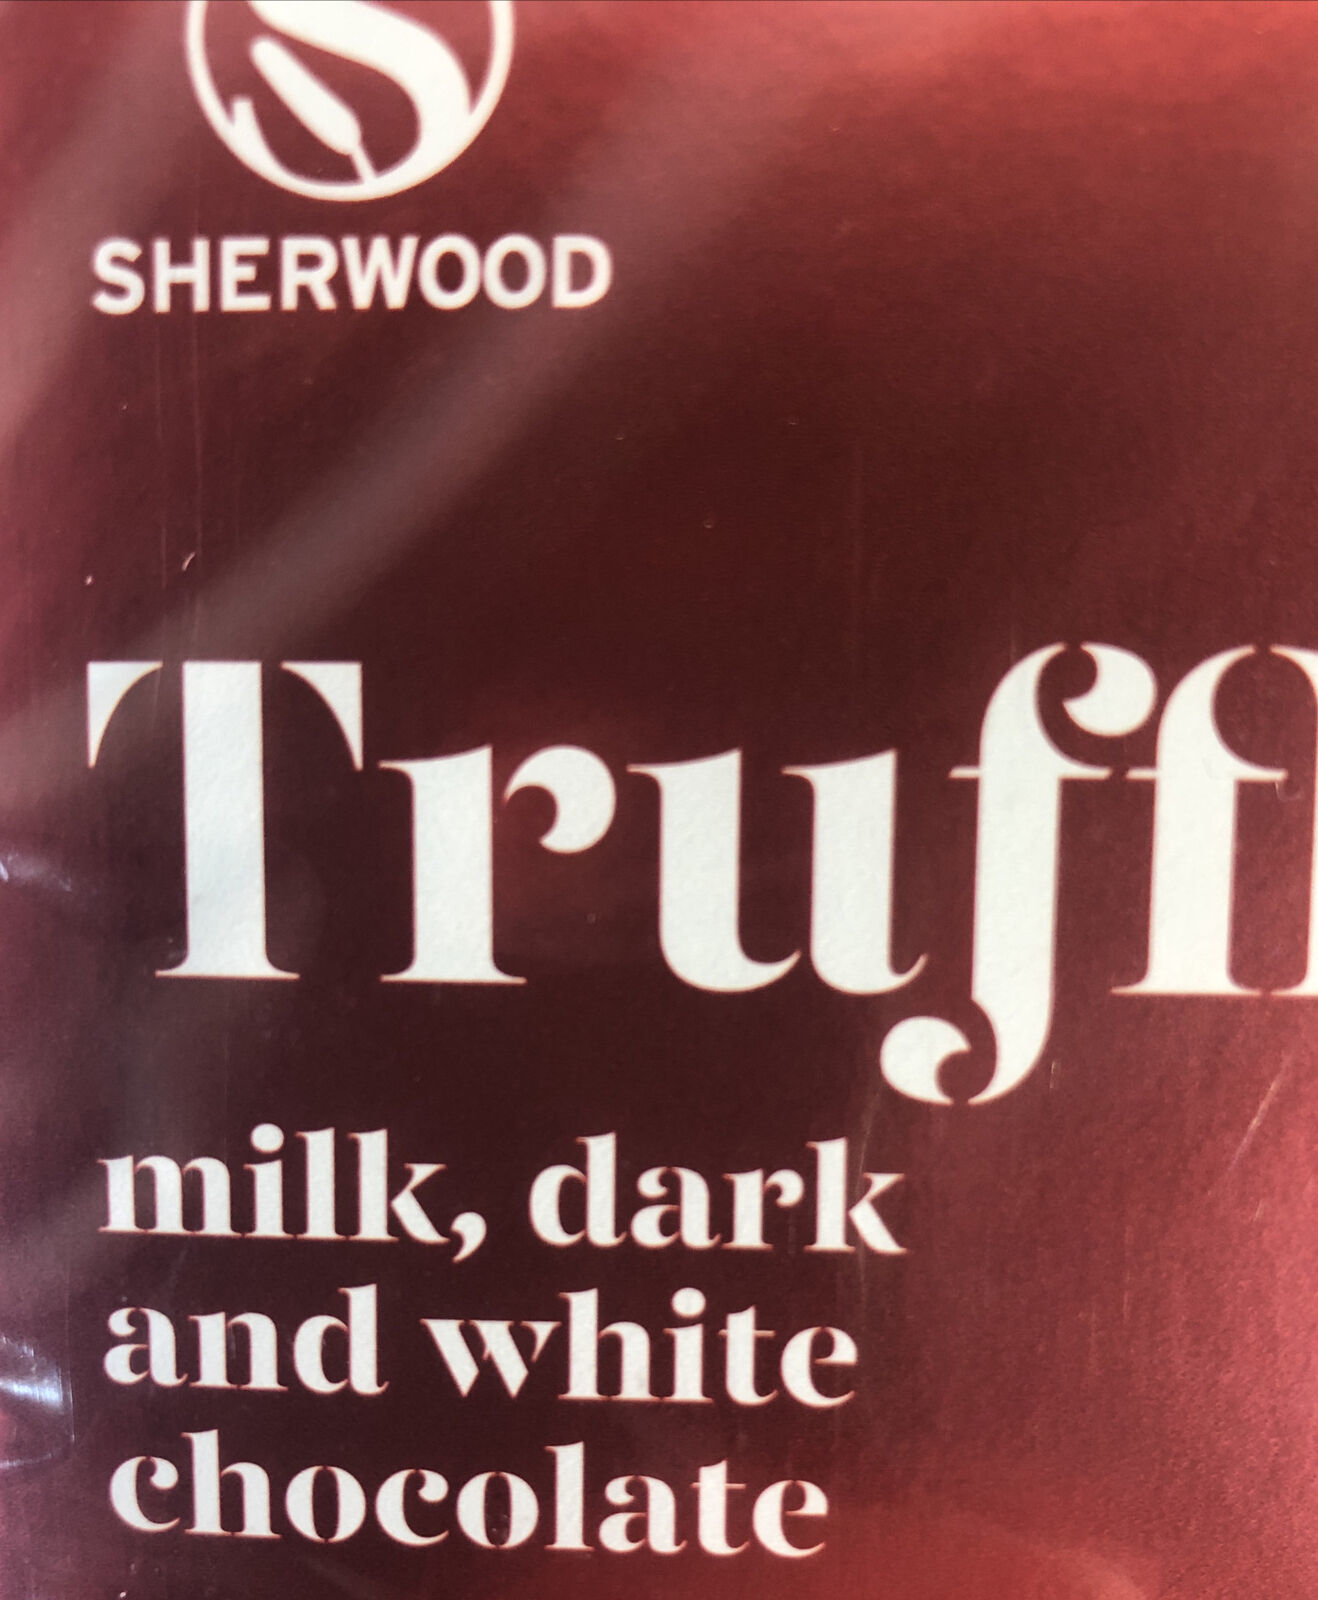 SHERWOOD
Truff
milk, dark
and white
chocolate